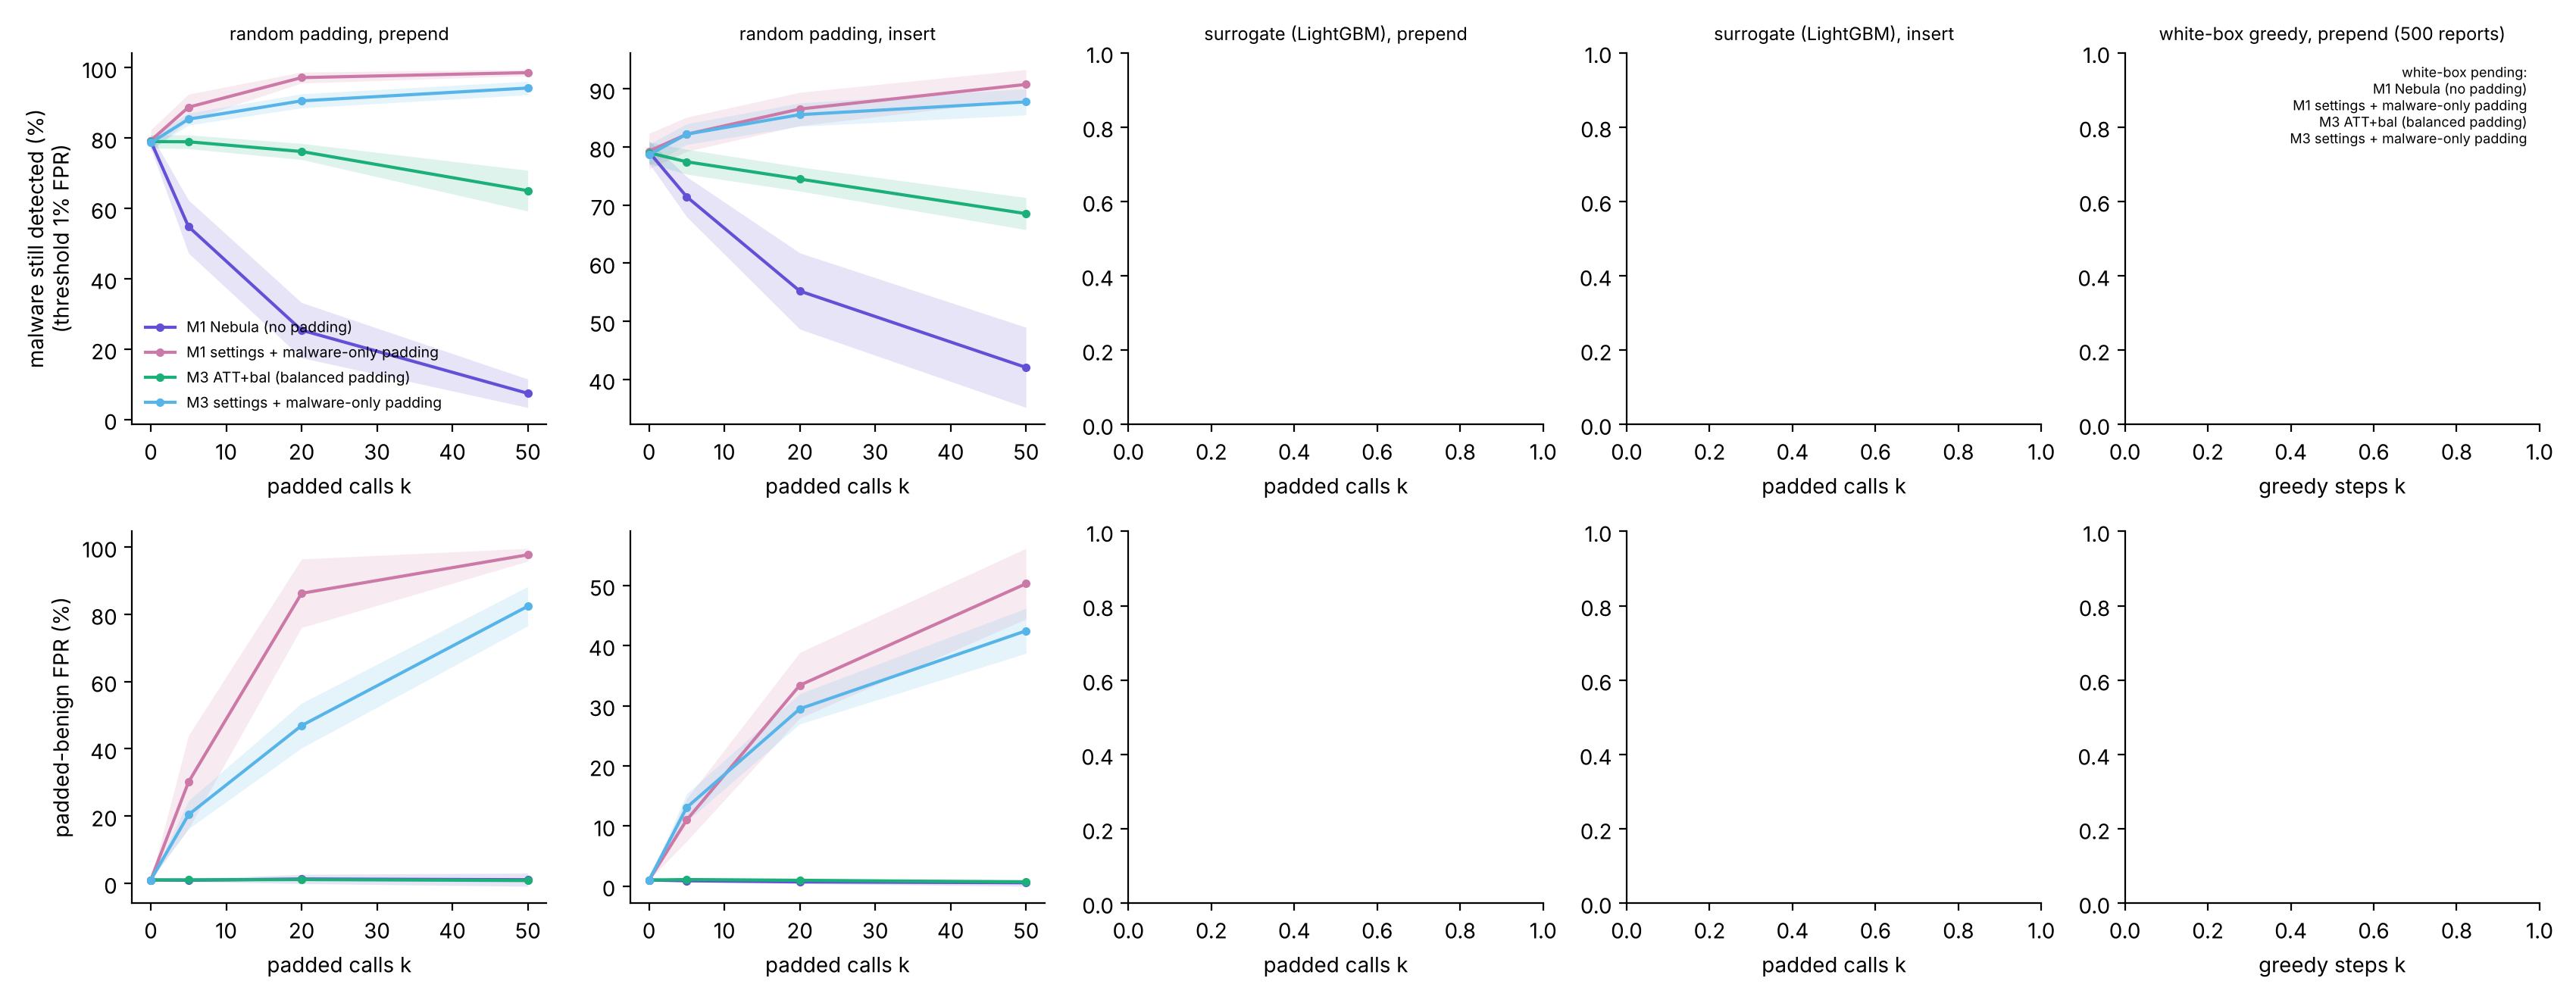 random padding, prepend
random padding, insert
surrogate (LightGBM), prepend
surrogate (LightGBM), insert
white-box greedy, prepend (500 reports)
malware still detected (%)
(threshold 1% FPR)
100
80
60
40
20
0
M1 Nebula (no padding)
M1 settings + malware-only padding
M3 ATT+bal (balanced padding)
M3 settings + malware-only padding
0 10 20 30 40 50
padded calls k
90
80
70
60
50
40
0 10 20 30 40 50
padded calls k
1.0
0.8
0.6
0.4
0.2
0.0
0.0 0.2 0.4 0.6 0.8 1.0
padded calls k
1.0
0.8
0.6
0.4
0.2
0.0
0.0 0.2 0.4 0.6 0.8 1.0
padded calls k
1.0
0.8
0.6
0.4
0.2
0.0
white-box pending:
M1 Nebula (no padding)
M1 settings + malware-only padding
M3 ATT+bal (balanced padding)
M3 settings + malware-only padding
0.0 0.2 0.4 0.6 0.8 1.0
greedy steps k
padded-benign FPR (%)
100
80
60
40
20
0
0 10 20 30 40 50
padded calls k
50
40
30
20
10
0
0 10 20 30 40 50
padded calls k
1.0
0.8
0.6
0.4
0.2
0.0
0.0 0.2 0.4 0.6 0.8 1.0
padded calls k
1.0
0.8
0.6
0.4
0.2
0.0
0.0 0.2 0.4 0.6 0.8 1.0
padded calls k
1.0
0.8
0.6
0.4
0.2
0.0
0.0 0.2 0.4 0.6 0.8 1.0
greedy steps k